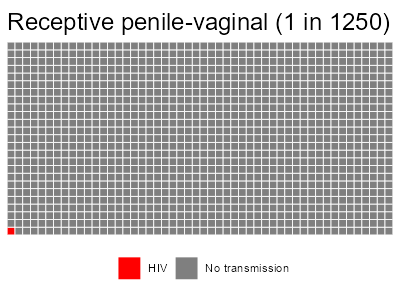 Receptive penile-vaginal (1 in 1250)
HIV No transmission